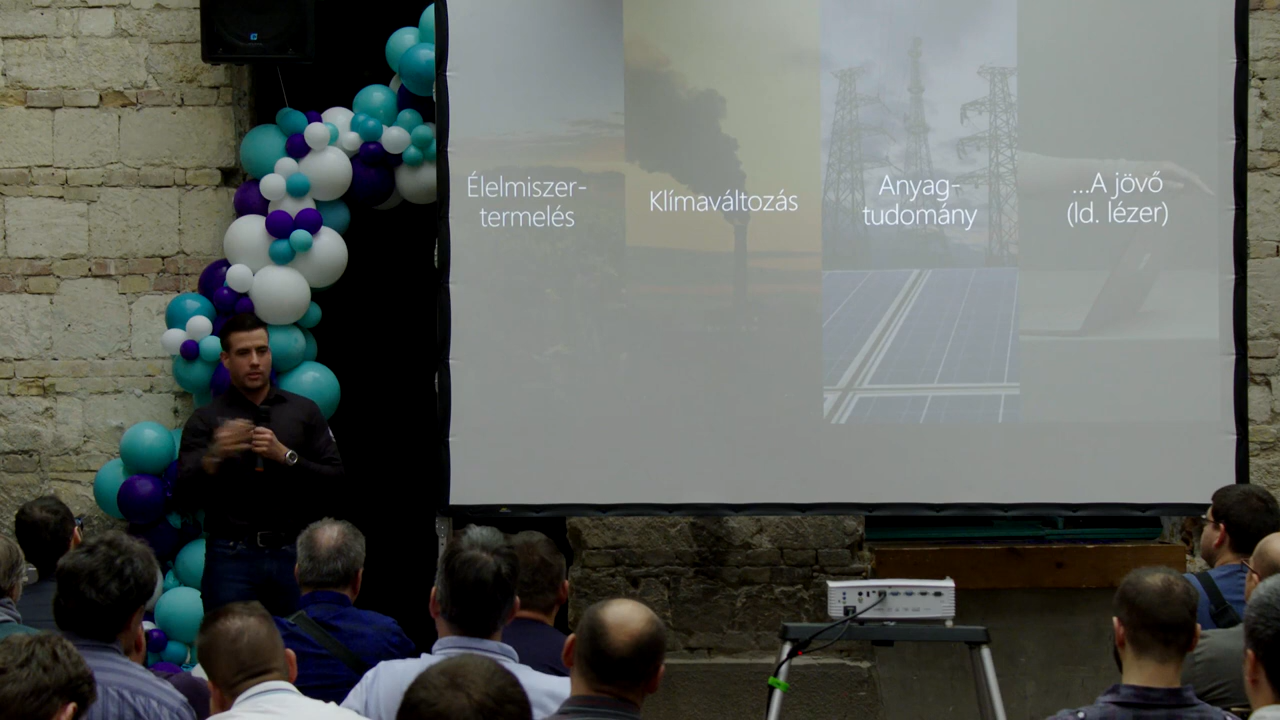 Élelmiszer-
termelés
Klímaváltozás
Anyag-
tudomány
...A jövő
(ld. lézer)